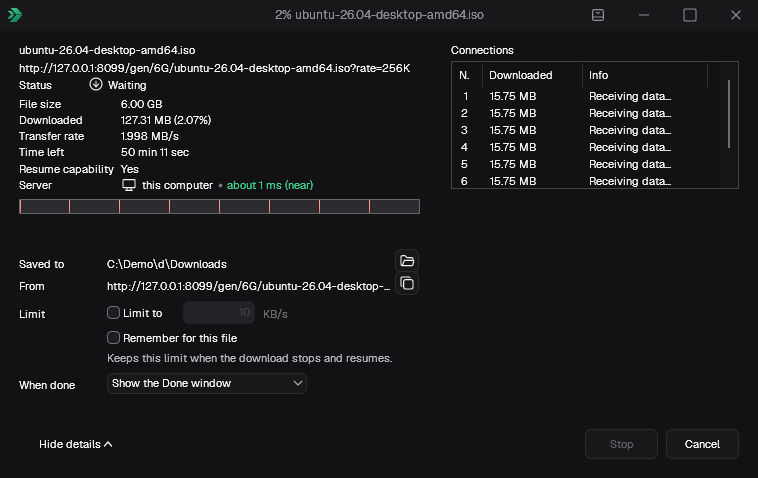 2% ubuntu-26.04-desktop-amd64.iso
ubuntu-26.04-desktop-amd64.iso
http://127.0.0.1:8099/gen/6G/ubuntu-26.04-desktop-amd64.iso?rate=256K
Status Waiting
File size 6.00 GB
Downloaded 127.31 MB (2.07%)
Transfer rate 1.998 MB/s
Time left 50 min 11 sec
Resume capability Yes
Server this computer • about 1 ms (near)
Connections
N. Downloaded Info
1 15.75 MB Receiving data...
2 15.75 MB Receiving data...
3 15.75 MB Receiving data...
4 15.75 MB Receiving data...
5 15.75 MB Receiving data...
6 15.75 MB Receiving data...
Saved to C:\Demo\d\Downloads
From http://127.0.0.1:8099/gen/6G/ubuntu-26.04-desktop-...
Limit Limit to 10 KB/s
Remember for this file
Keeps this limit when the download stops and resumes.
When done Show the Done window
Hide details
Stop Cancel